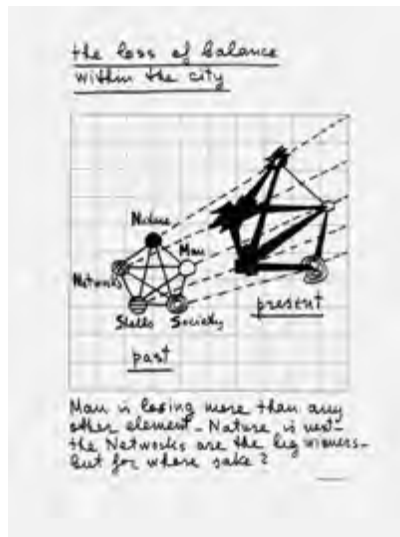 the loss of balance
within the city
Nature
Man
Networks
Shells
Society
present
past
Man is losing more than any
other element - Nature is next -
the Networks are the big winners -
But for whose sake?